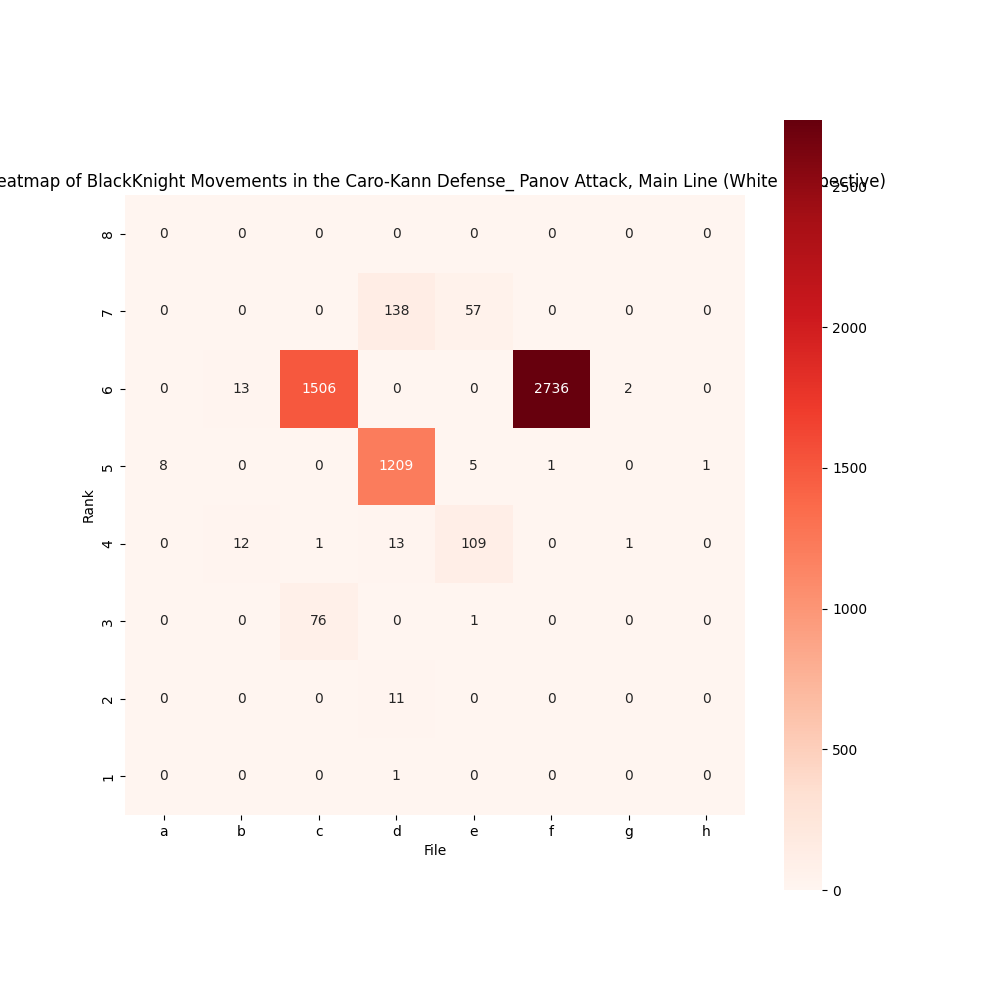 eatmap of BlackKnight Movements in the Caro-Kann Defense_ Panov Attack, Main Line (White
8 0 0 0 0 0 0 0 0
7 0 0 0 138 57 0 0 0
6 0 13 1506 0 0 2736 2 0
5 8 0 0 1209 5 1 0 1
4 0 12 1 13 109 0 1 0
3 0 0 76 0 1 0 0 0
2 0 0 0 11 0 0 0 0
1 0 0 0 1 0 0 0 0
a b c d e f g h
File
Rank
2500
2000
1500
1000
500
0